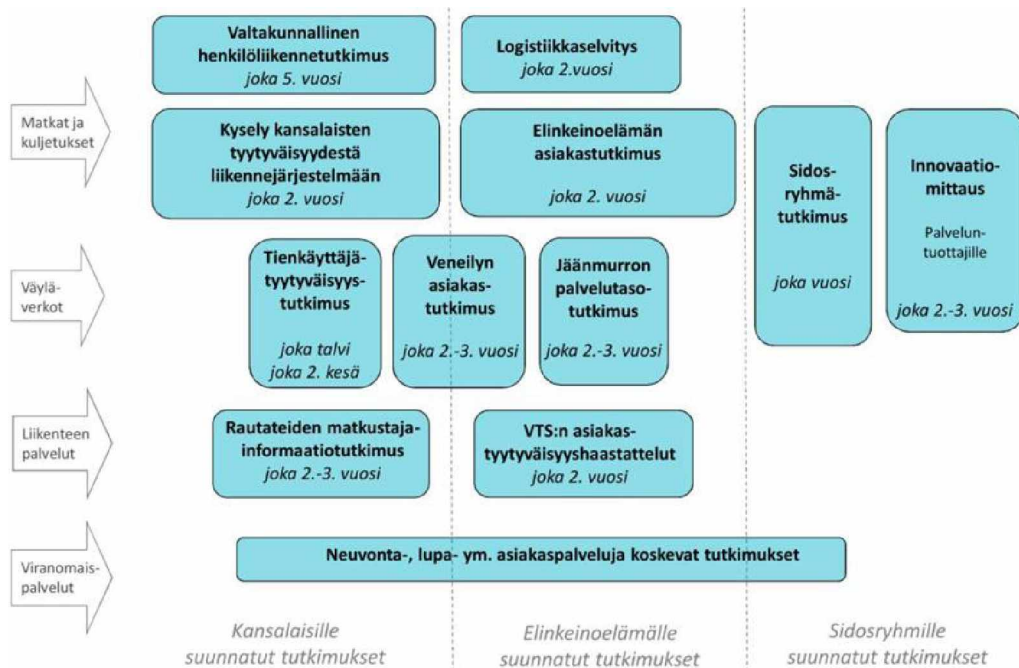 Valtakunnallinen
henkilöliikennetutkimus
joka 5. vuosi
Logistiikkaselvitys
joka 2.vuosi
Matkat ja
kuljetukset
Kysely kansalaisten
tyytyväisyydestä
liikennejärjestelmään
joka 2. vuosi
Elinkeinoelämän
asiakastutkimus
joka 2. vuosi
Sidos-
ryhmä-
tutkimus
joka vuosi
Innovaatio-
mittaus
Palvelun-
tuottajille
joka 2.-3. vuosi
Väylä-
verkot
Tienkäyttäjä-
tyytyväisyys-
tutkimus
joka talvi
joka 2. kesä
Veneilyn
asiakas-
tutkimus
joka 2.-3. vuosi
Jäänmurron
palvelutaso-
tutkimus
joka 2.-3. vuosi
Liikenteen
palvelut
Rautateiden matkustaja-
informaatiotutkimus
joka 2.-3. vuosi
VTS:n asiakas-
tyytyväisyyshaastattelut
joka 2. vuosi
Viranomais-
palvelut
Neuvonta-, lupa- ym. asiakaspalveluja koskevat tutkimukset
Kansalaisille
suunnatut tutkimukset
Elinkeinoelämälle
suunnatut tutkimukset
Sidosryhmille
suunnatut tutkimukset